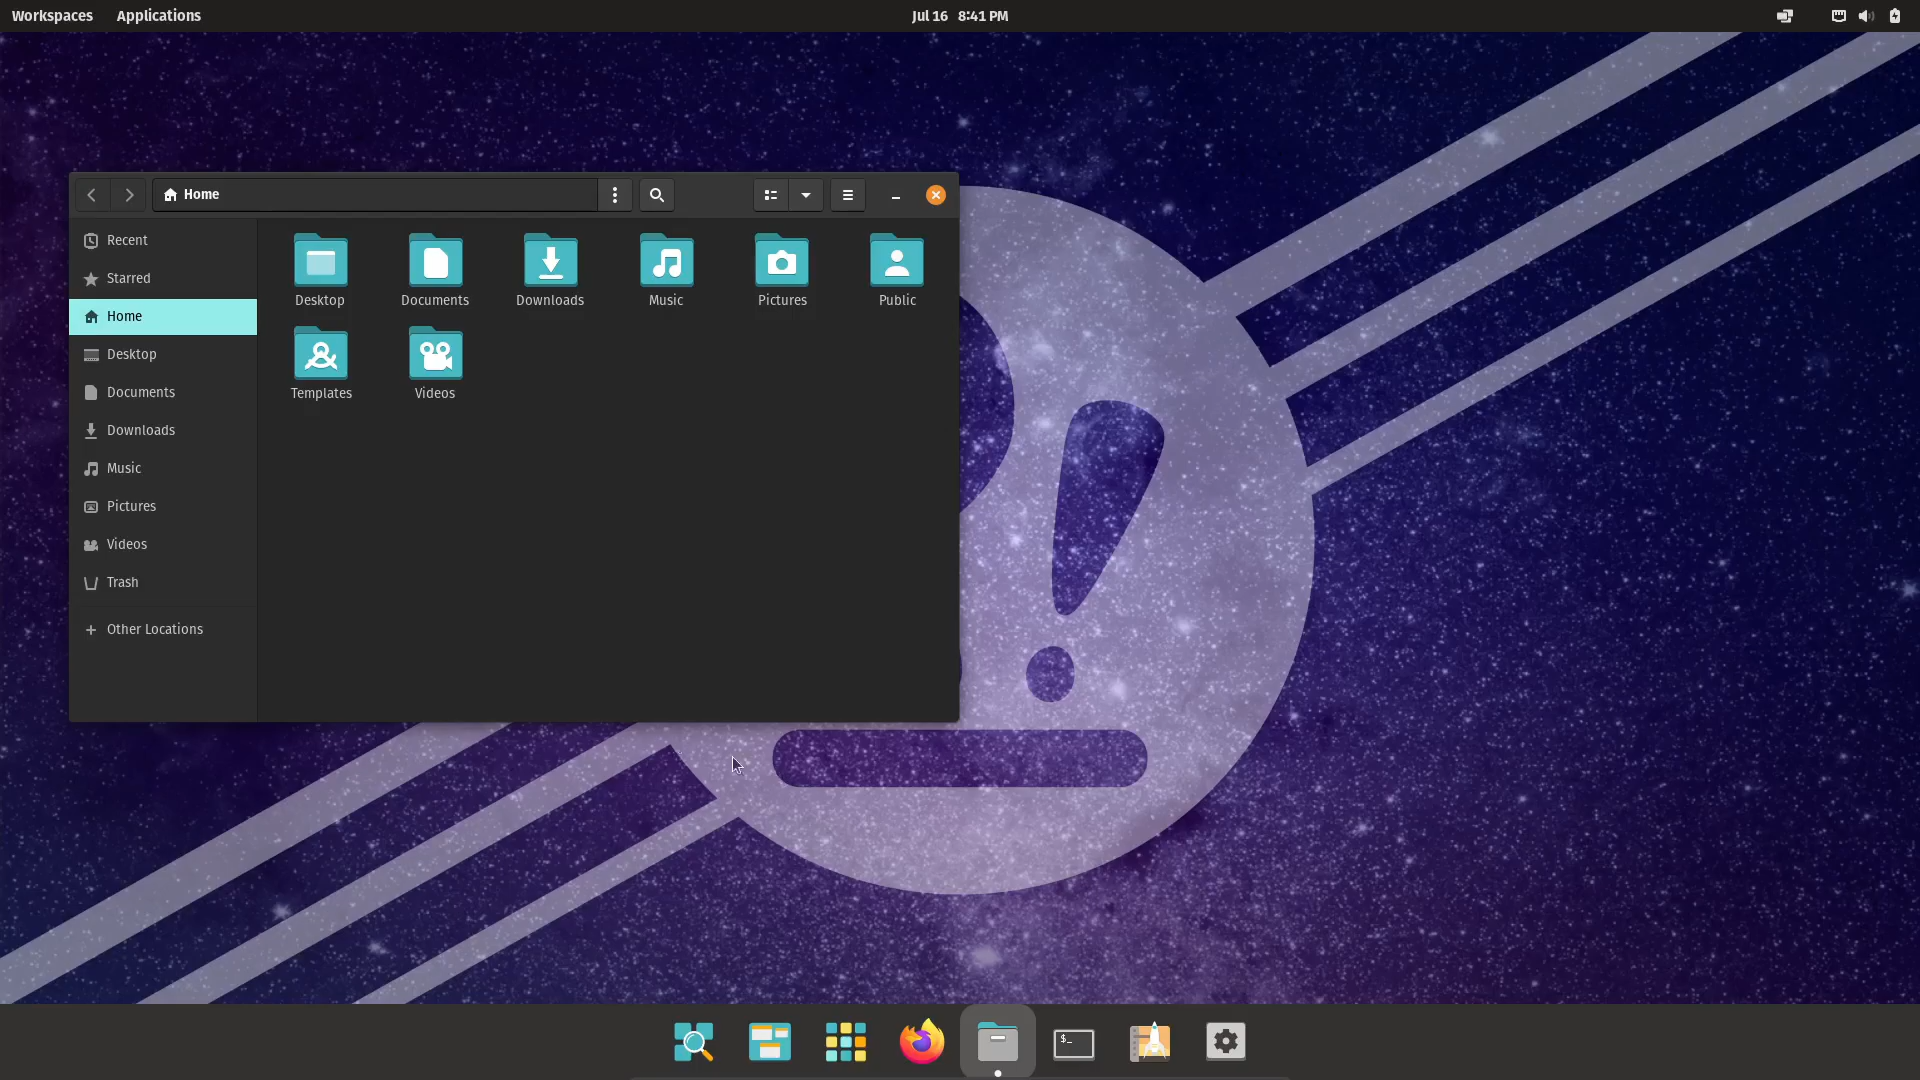 Workspaces Applications Jul 16 8:41 PM
Home
Recent
Starred
Home
Desktop
Documents
Downloads
Music
Pictures
Videos
Trash
Other Locations
Desktop Documents Downloads Music Pictures Public
Templates Videos
$_